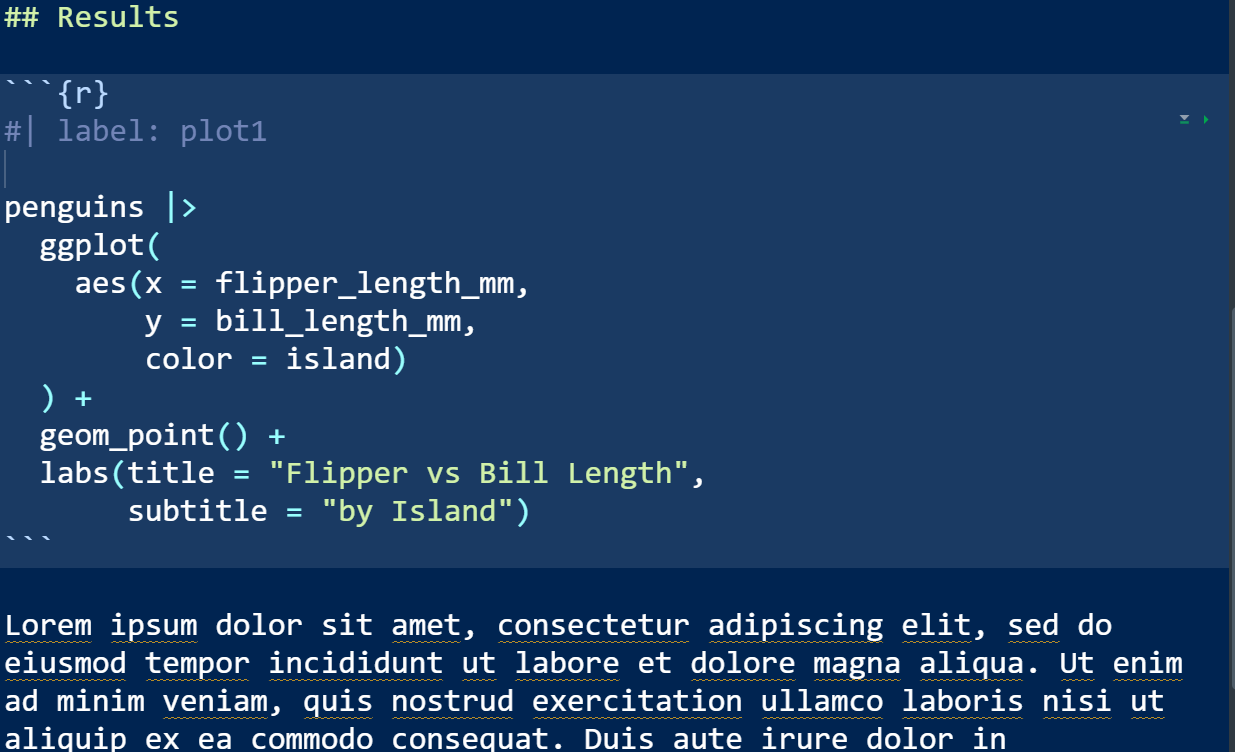 ## Results
```{r}
#| label: plot1
penguins |>
  ggplot(
    aes(x = flipper_length_mm,
        y = bill_length_mm,
        color = island)
  ) +
  geom_point() +
  labs(title = "Flipper vs Bill Length",
       subtitle = "by Island")
```
Lorem ipsum dolor sit amet, consectetur adipiscing elit, sed do
eiusmod tempor incididunt ut labore et dolore magna aliqua. Ut enim
ad minim veniam, quis nostrud exercitation ullamco laboris nisi ut
aliquip ex ea commodo consequat. Duis aute irure dolor in